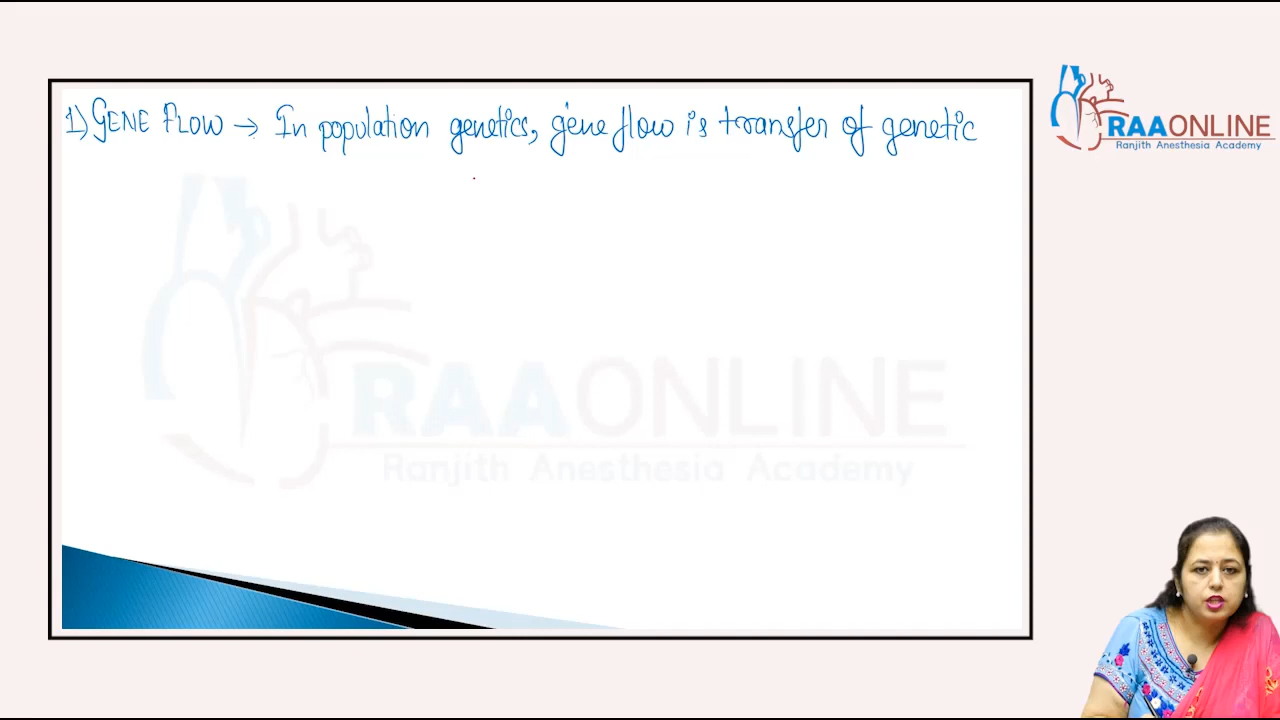 1) GENE FLOW → In population genetics, gene flow is transfer of genetic
RAAONLINE
Ranjith Anesthesia Academy
RAAONLINE
Ranjith Anesthesia Academy